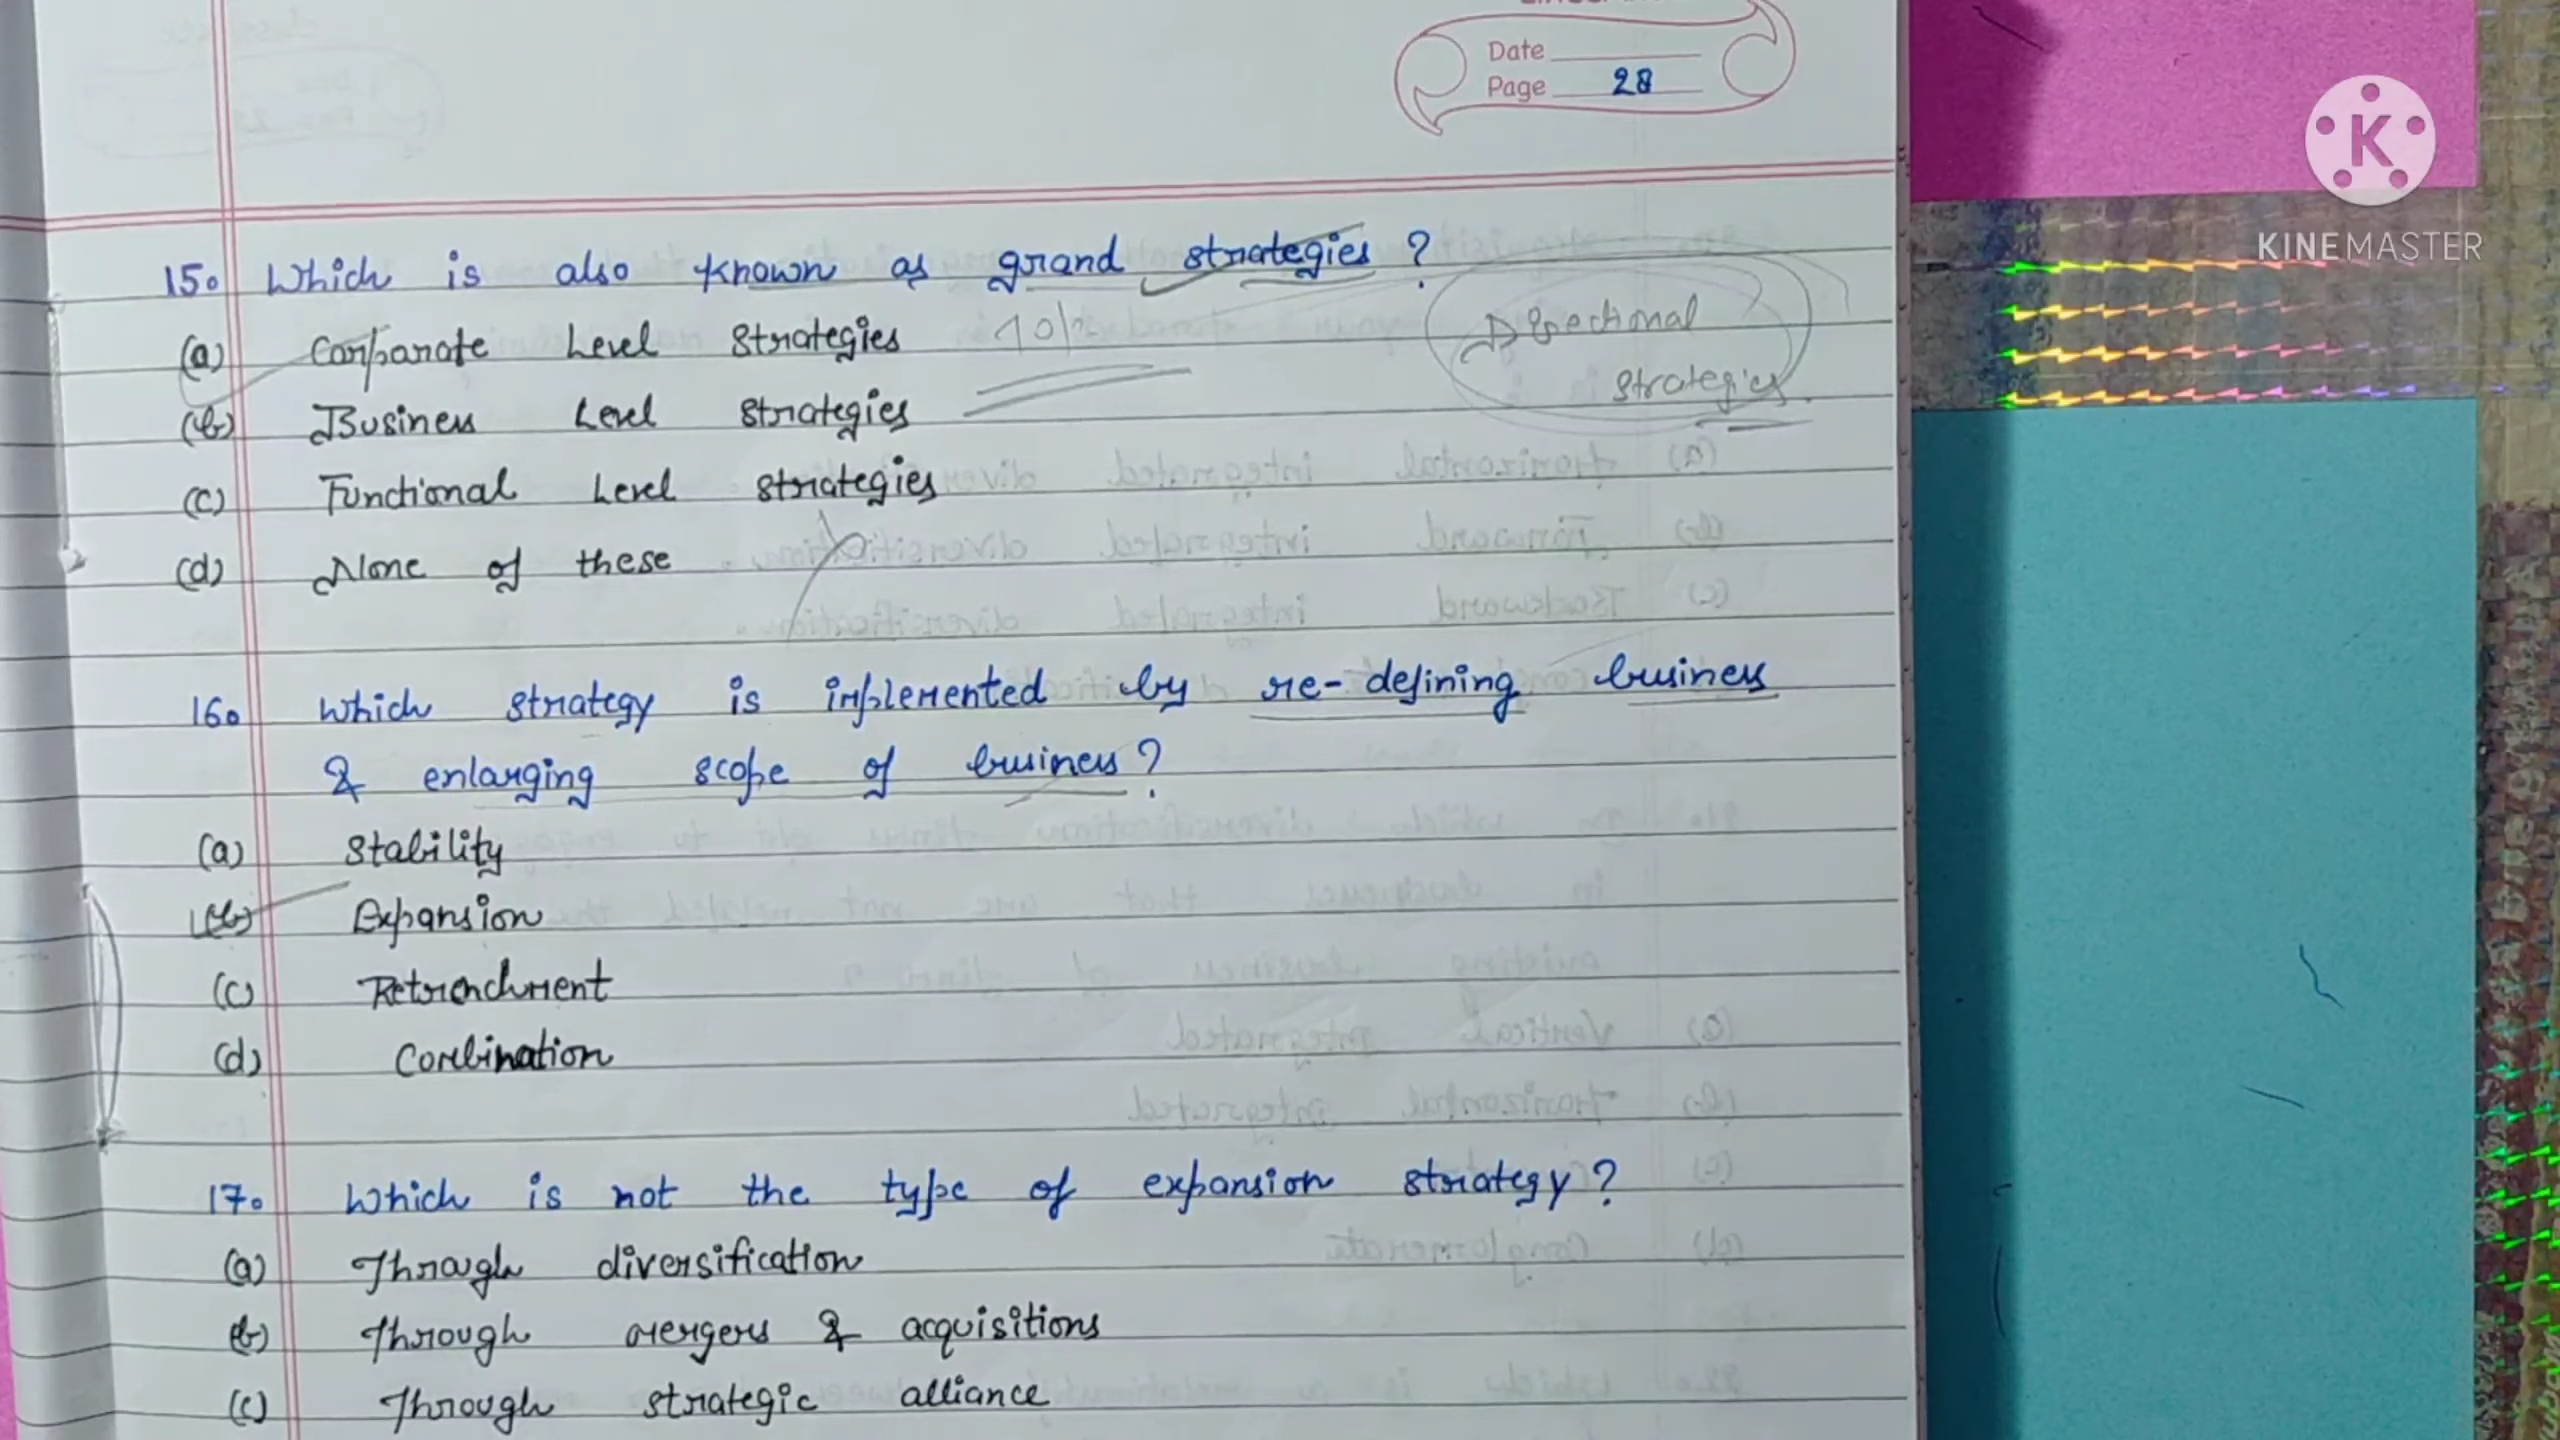 Date
Page 28
KINEMASTER
15. Which is also known as grand strategies ?
(a) Corporate Level Strategies
Directional
Strategies.
(b) Business Level Strategies
(c) Functional Level Strategies
(d) None of these
16. Which strategy is implemented by re-defining business
& enlarging scope of business ?
(a) Stability
(b) Expansion
(c) Retrenchment
(d) Combination
17. Which is not the type of expansion strategy ?
(a) Through diversification
(b) Through mergers & acquisitions
(c) Through strategic alliance